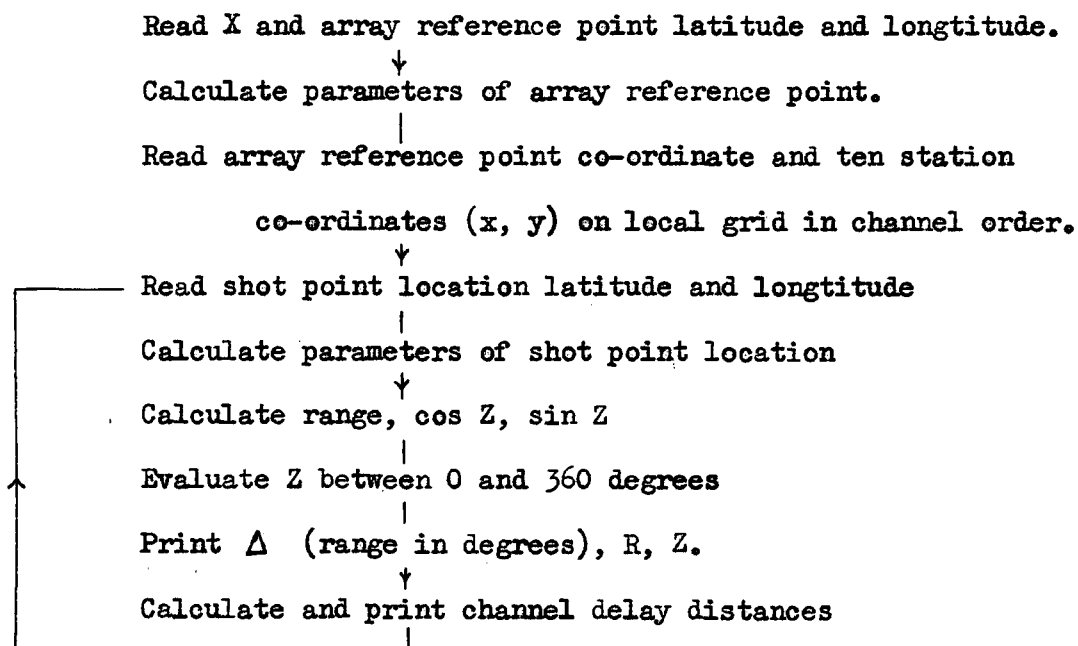 Read X and array reference point latitude and longtitude.
Calculate parameters of array reference point.
Read array reference point co-ordinate and ten station
co-ordinates (x, y) on local grid in channel order.
Read shot point location latitude and longtitude
Calculate parameters of shot point location
Calculate range, cos Z, sin Z
Evaluate Z between 0 and 360 degrees
Print Δ (range in degrees), R, Z.
Calculate and print channel delay distances